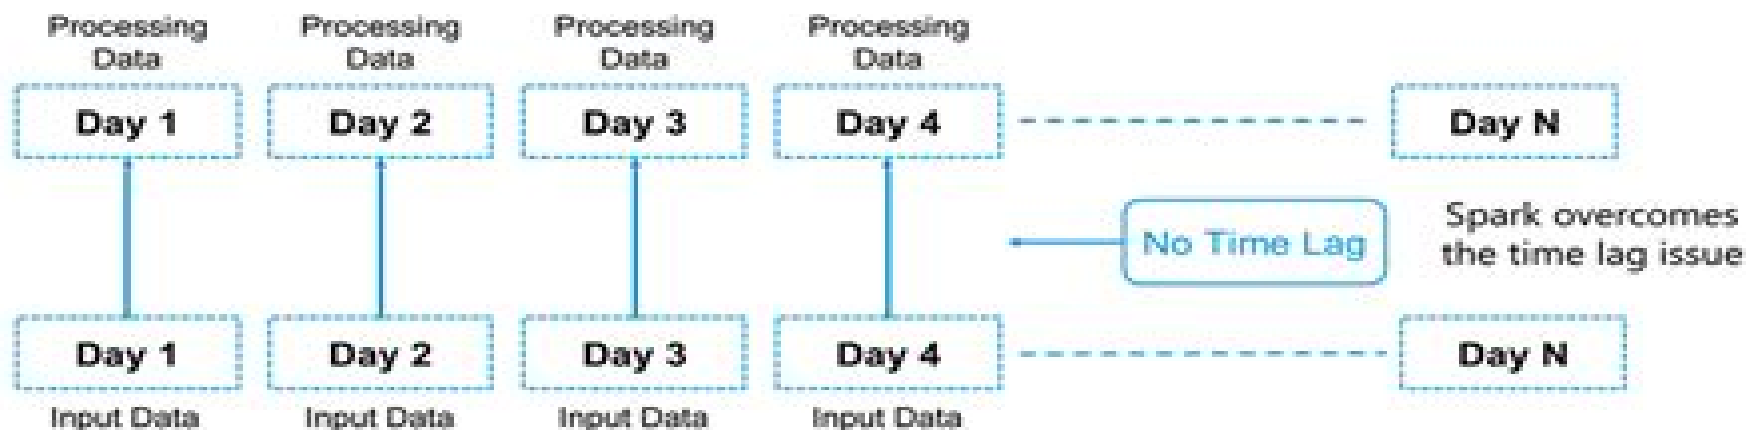 Processing Data
Processing Data
Processing Data
Processing Data
Day 1
Day 2
Day 3
Day 4
Day N
No Time Lag
Spark overcomes
the time lag issue
Day 1
Day 2
Day 3
Day 4
Day N
Input Data
Input Data
Input Data
Input Data